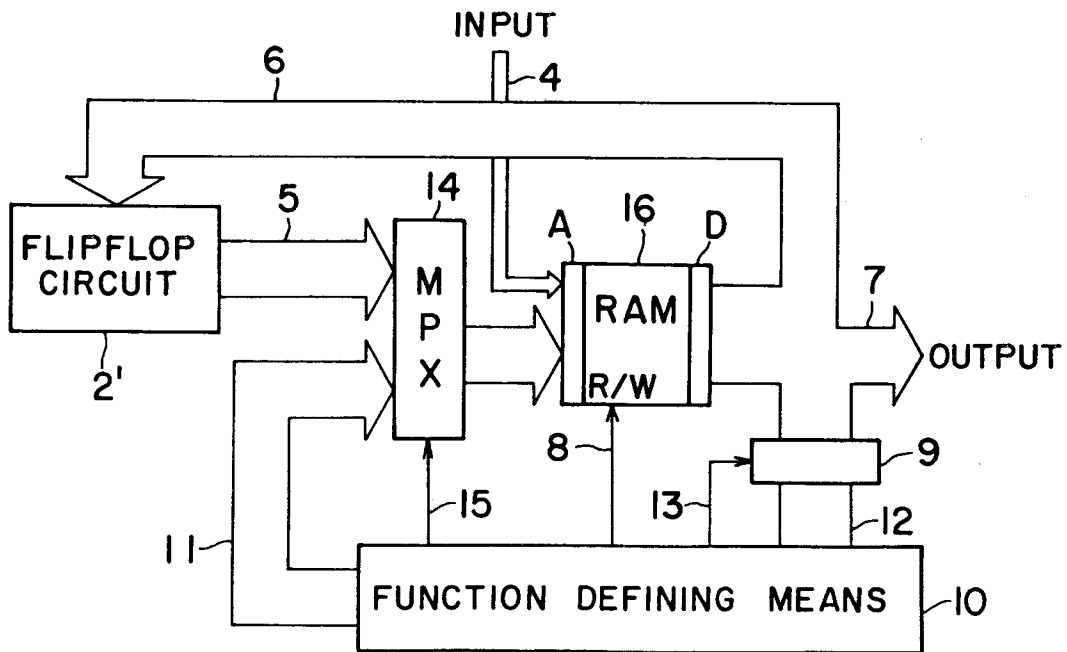 INPUT
6
4
14
5
A
16
D
FLIPFLOP
CIRCUIT
M
P
X
RAM
R/W
7
OUTPUT
2'
8
9
15
13
12
11
FUNCTION DEFINING MEANS
10